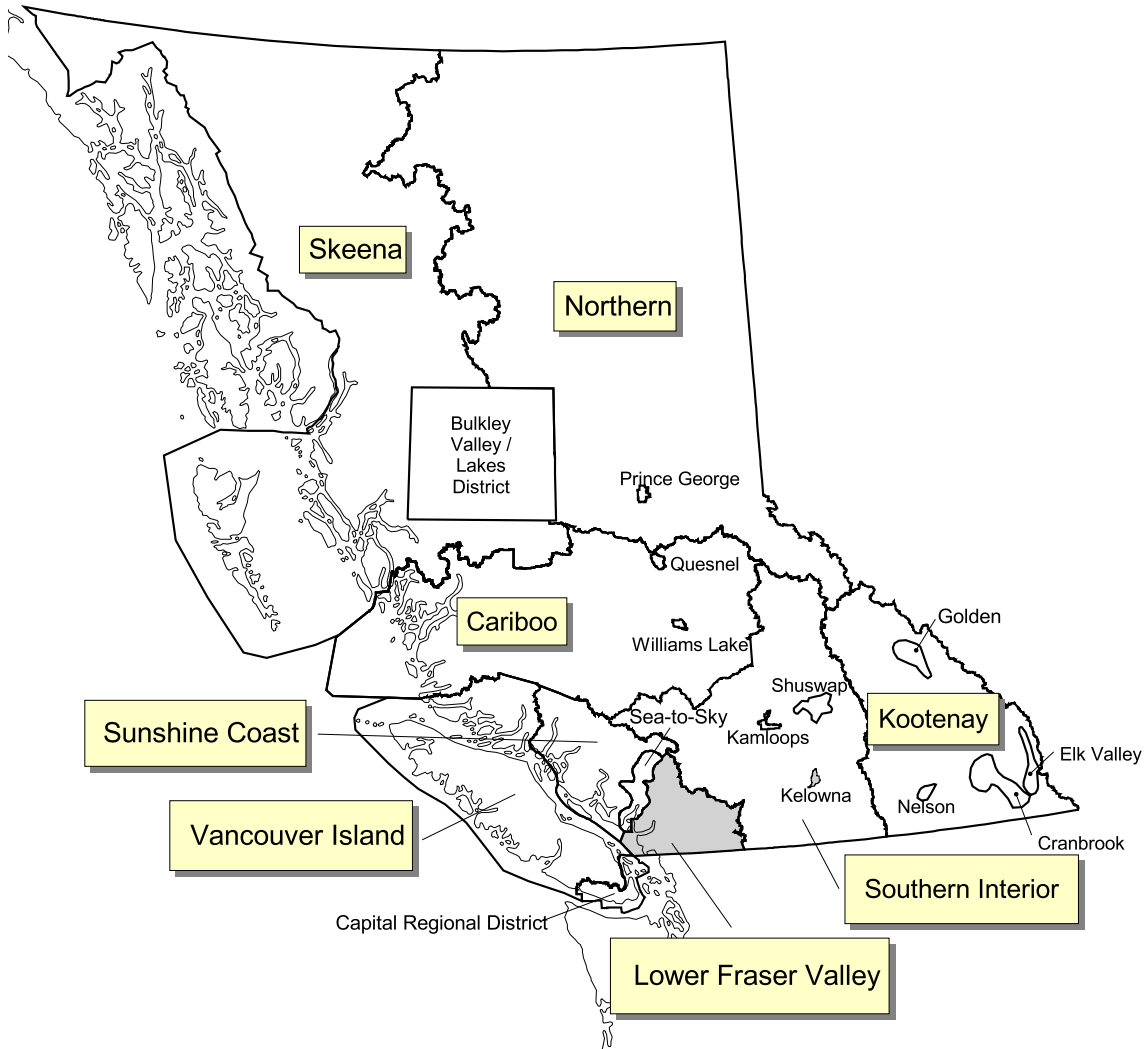 Skeena
Northern
Bulkley
Valley /
Lakes
District
Prince George
Quesnel
Cariboo
Golden
Williams Lake
Shuswap
Sea-to-Sky
Kootenay
Sunshine Coast
Kamloops
Elk Valley
Kelowna
Nelson
Vancouver Island
Cranbrook
Southern Interior
Capital Regional District
Lower Fraser Valley